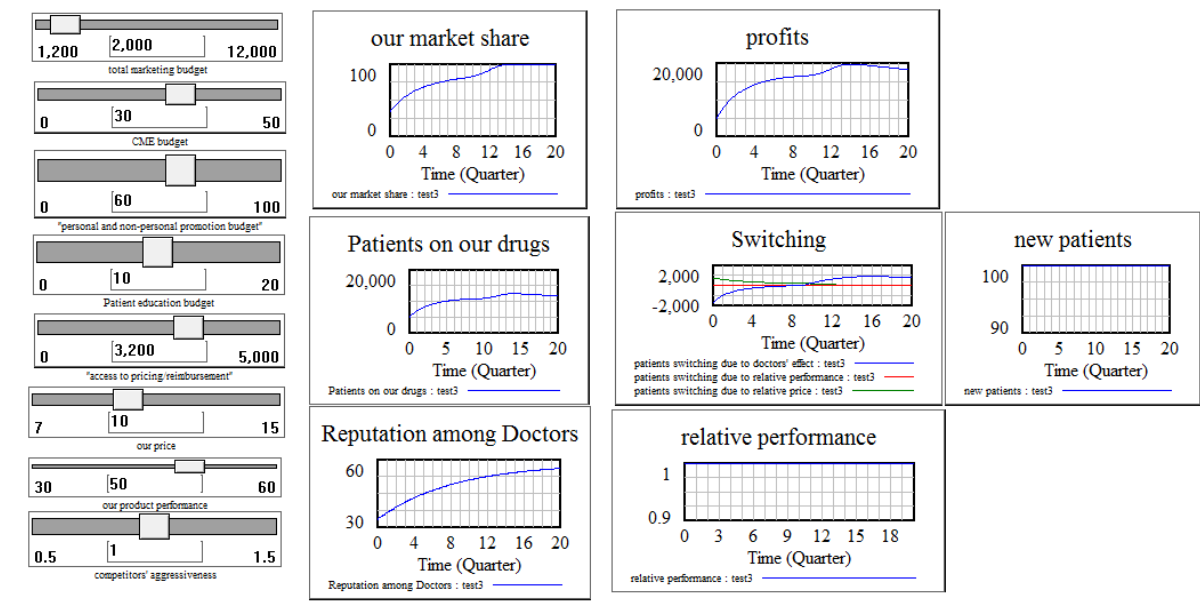 1,200 2,000 12,000
total marketing budget
0 30 50
CME budget
0 60 100
"personal and non-personal promotion budget"
0 10 20
Patient education budget
0 3,200 5,000
"access to pricing/reimbursement"
7 10 15
our price
30 50 60
our product performance
0.5 1 1.5
competitors' aggressiveness
our market share
100
0
0 4 8 12 16 20
Time (Quarter)
our market share : test3
profits
20,000
0
0 4 8 12 16 20
Time (Quarter)
profits : test3
Patients on our drugs
20,000
0
0 5 10 15 20
Time (Quarter)
Patients on our drugs : test3
Switching
2,000
-2,000
0 4 8 12 16 20
Time (Quarter)
patients switching due to doctors' effect : test3
patients switching due to relative performance : test3
patients switching due to relative price : test3
new patients
100
90
0 5 10 15 20
Time (Quarter)
new patients : test3
Reputation among Doctors
60
30
0 4 8 12 16 20
Time (Quarter)
Reputation among Doctors : test3
relative performance
1
0.9
0 3 6 9 12 15 18
Time (Quarter)
relative performance : test3